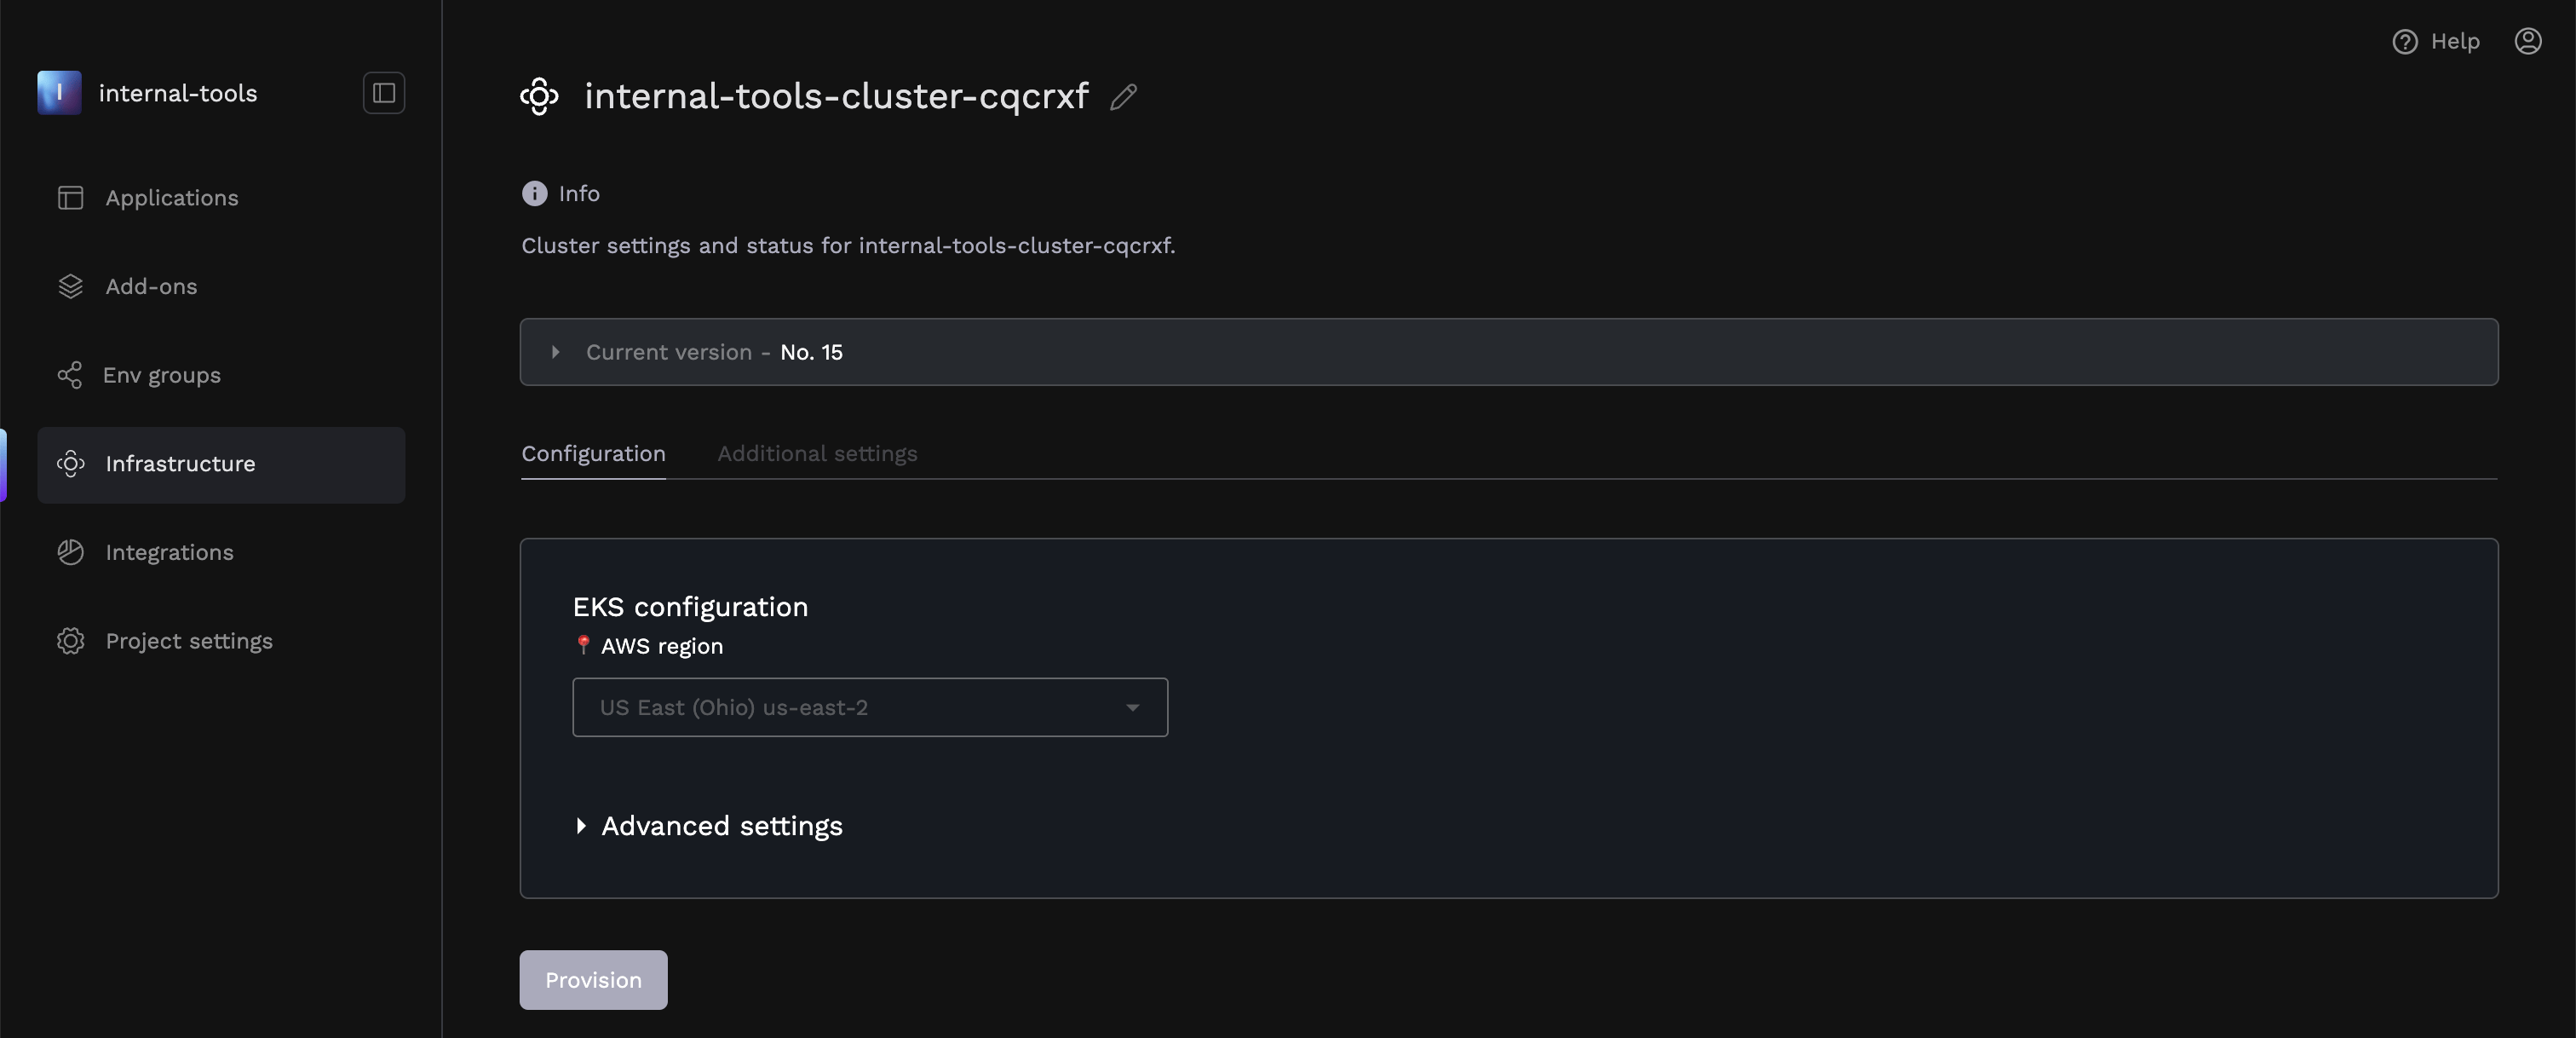 Help
I internal-tools
internal-tools-cluster-cqcrxf
Applications
Add-ons
Env groups
Infrastructure
Integrations
Project settings
Info
Cluster settings and status for internal-tools-cluster-cqcrxf.
Current version - No. 15
Configuration Additional settings
EKS configuration
📍 AWS region
US East (Ohio) us-east-2
Advanced settings
Provision